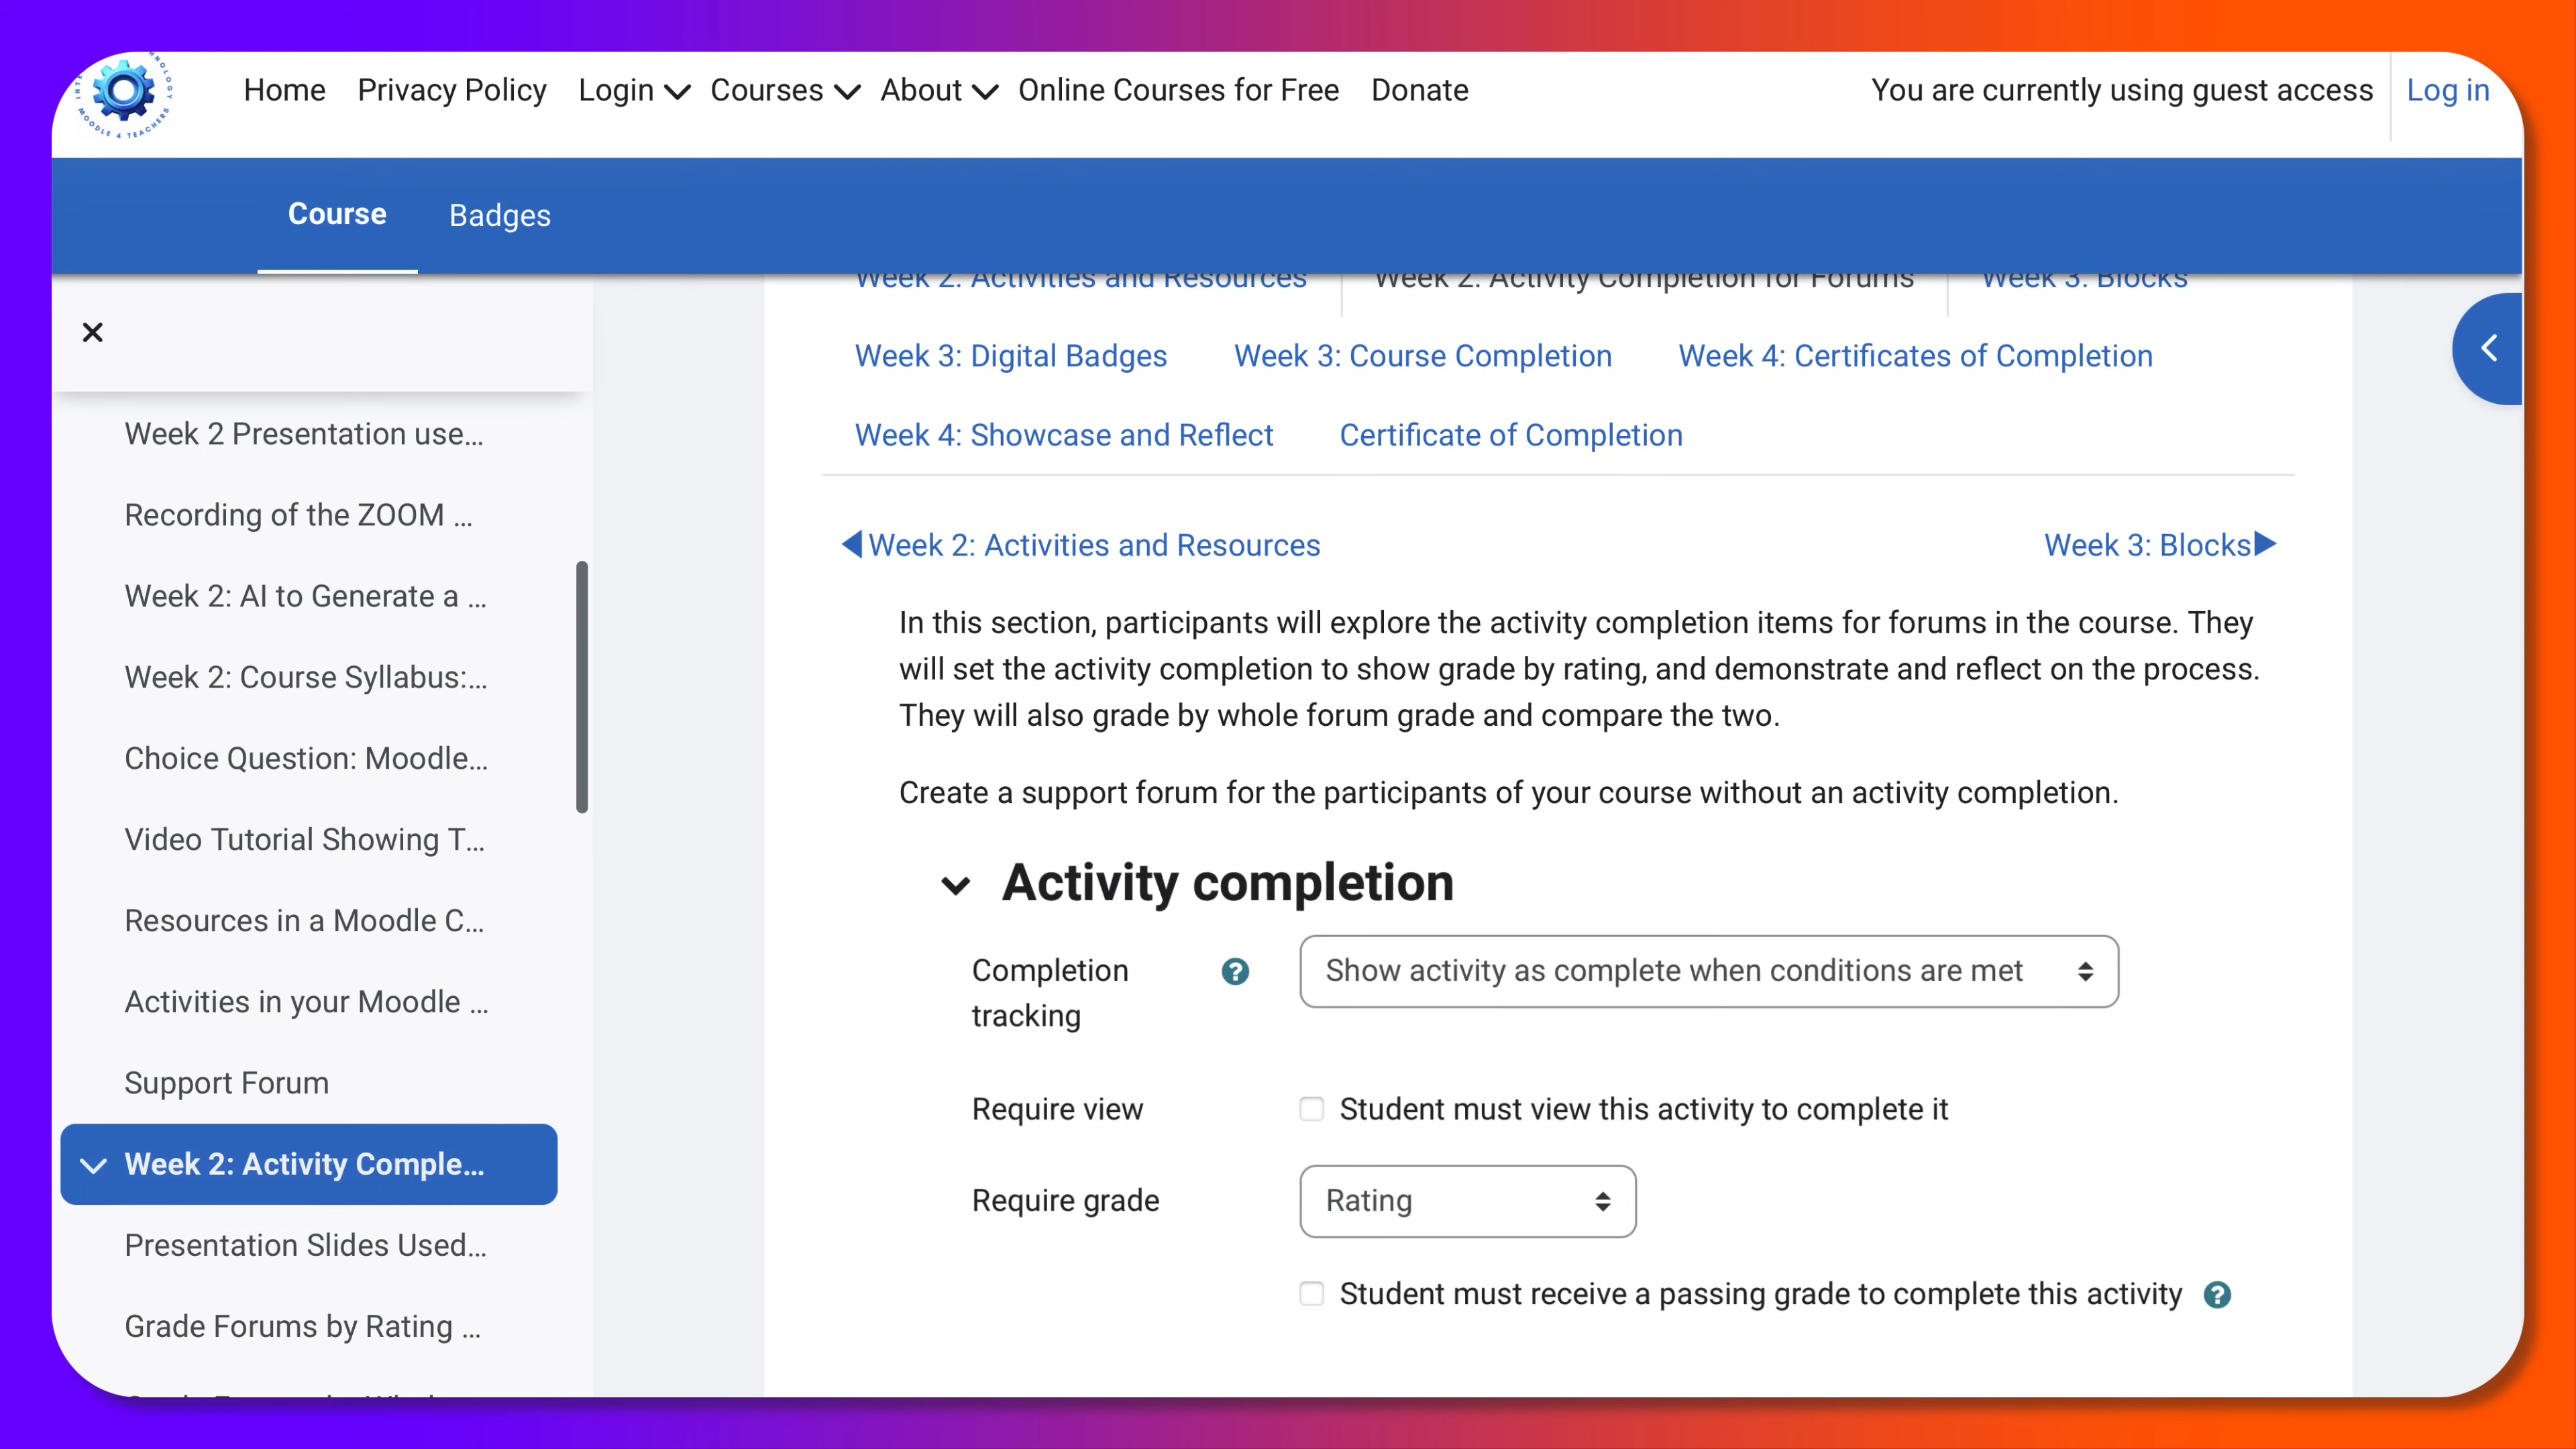 MOODLE 4 TEACHERS
Home Privacy Policy Login Courses About Online Courses for Free Donate You are currently using guest access Log in
Course Badges
Week 2: Activities and Resources Week 2: Activity Completion for Forums Week 3: Blocks
Week 3: Digital Badges Week 3: Course Completion Week 4: Certificates of Completion
Week 4: Showcase and Reflect Certificate of Completion
Week 2 Presentation use...
Recording of the ZOOM ...
Week 2: AI to Generate a ...
Week 2: Course Syllabus:...
Choice Question: Moodle...
Video Tutorial Showing T...
Resources in a Moodle C...
Activities in your Moodle ...
Support Forum
Week 2: Activity Comple...
Presentation Slides Used...
Grade Forums by Rating ...
Week 2: Activities and Resources Week 3: Blocks
In this section, participants will explore the activity completion items for forums in the course. They
will set the activity completion to show grade by rating, and demonstrate and reflect on the process.
They will also grade by whole forum grade and compare the two.
Create a support forum for the participants of your course without an activity completion.
Activity completion
Completion
tracking
? Show activity as complete when conditions are met
Require view Student must view this activity to complete it
Require grade Rating
Student must receive a passing grade to complete this activity ?